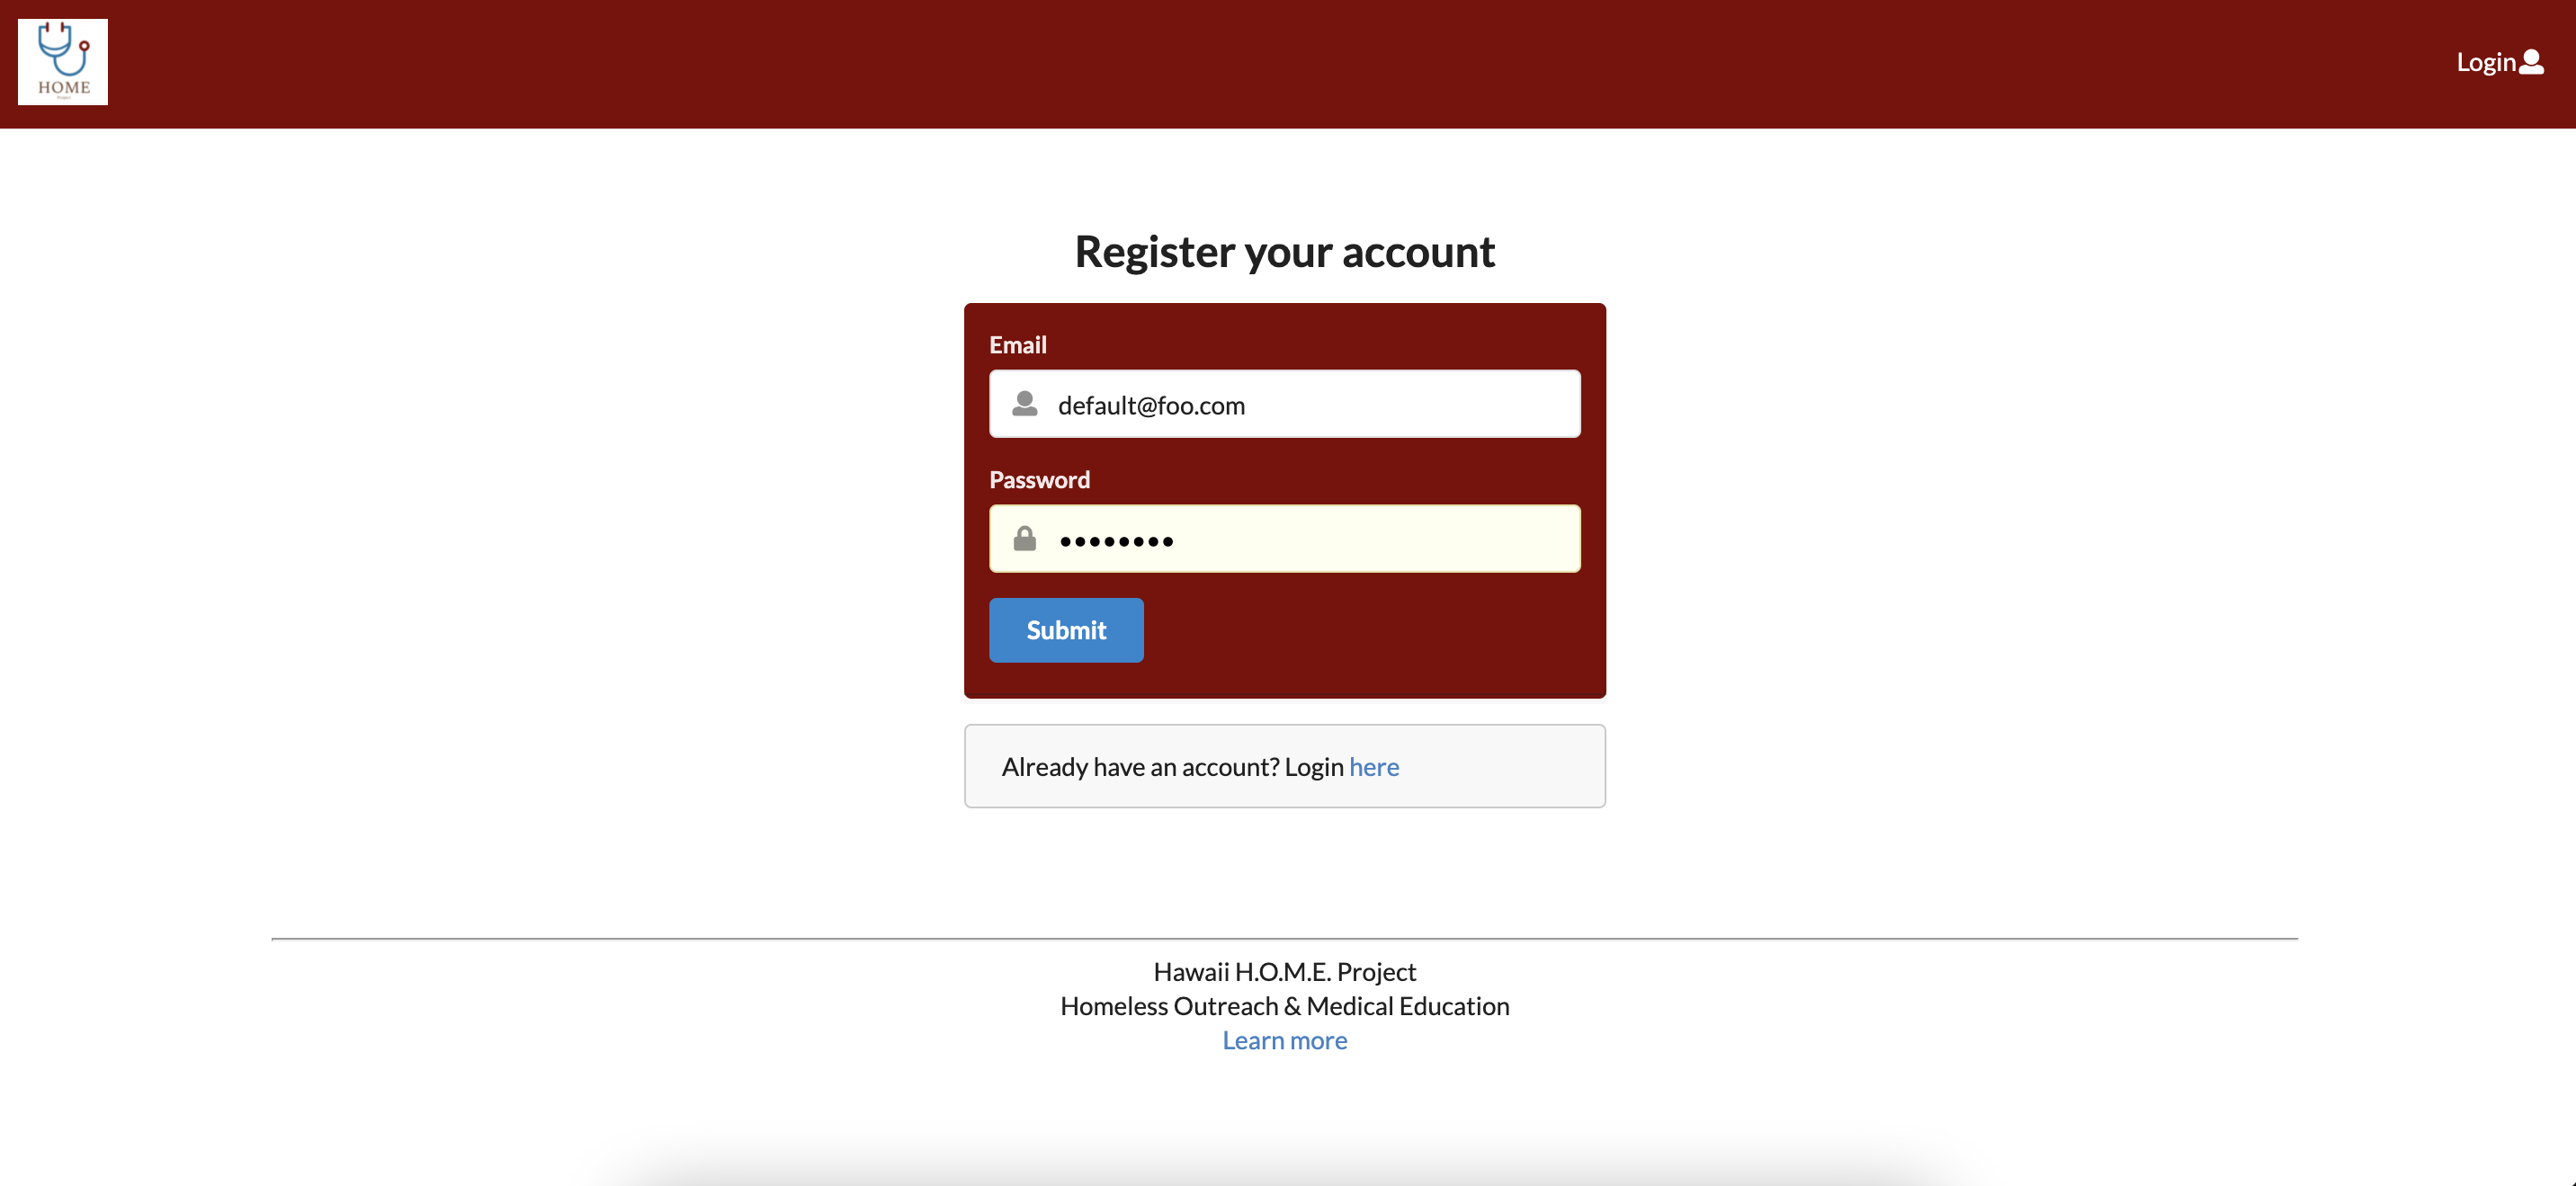 HOME
Login
Register your account
Email
default@foo.com
Password
••••••••
Submit
Already have an account? Login here
Hawaii H.O.M.E. Project
Homeless Outreach & Medical Education
Learn more